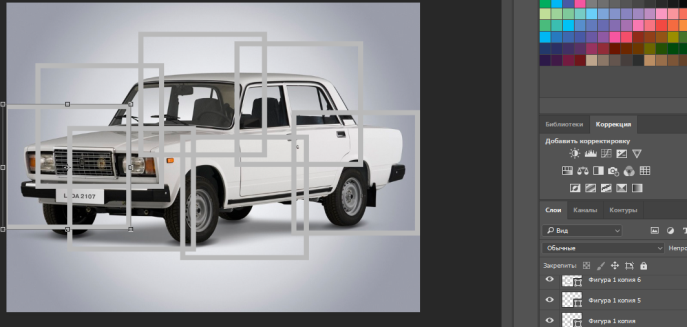 LADA 2107
Библиотеки Коррекция
Добавить корректировку
Слои Каналы Контуры
Вид
Обычные
Непро
Закрепить:
Фигура 1 копия 6
Фигура 1 копия 5
Фигура 1 копия